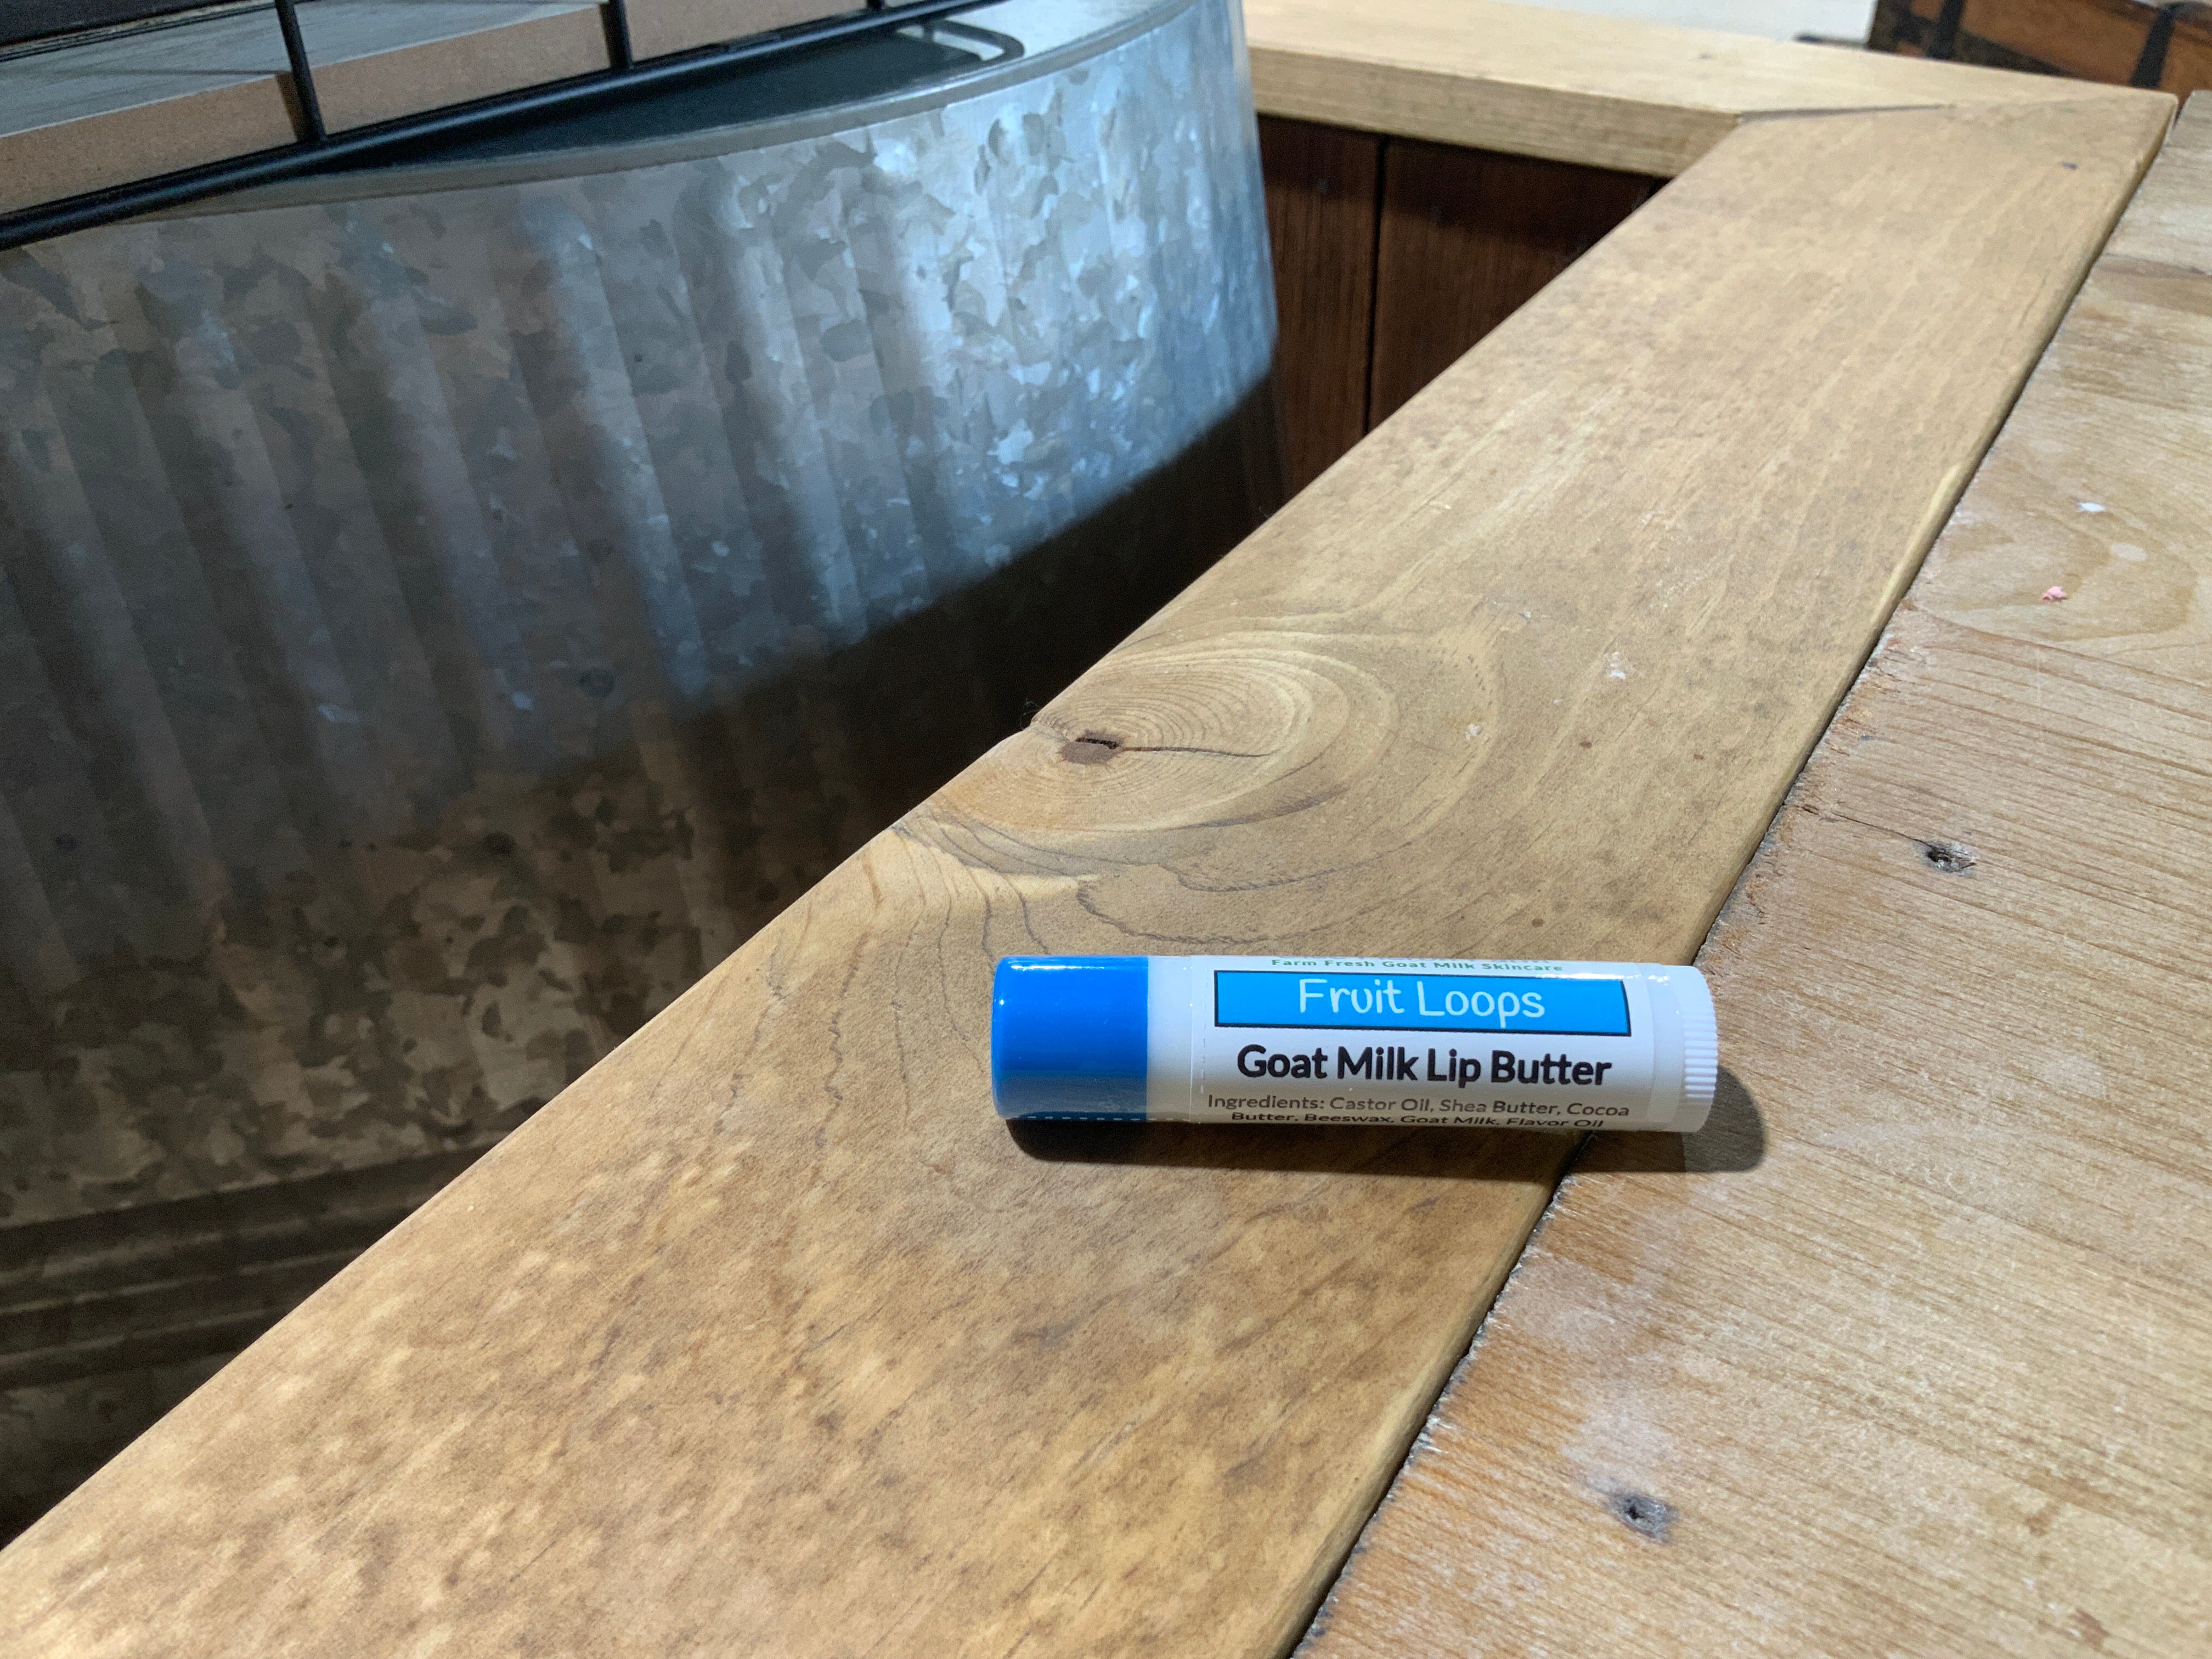 Farm Fresh Goat Milk Skincare
Fruit Loops
Goat Milk Lip Butter
Ingredients: Castor Oil, Shea Butter, Cocoa
Butter, Beeswax, Goat Milk, Flavor Oil